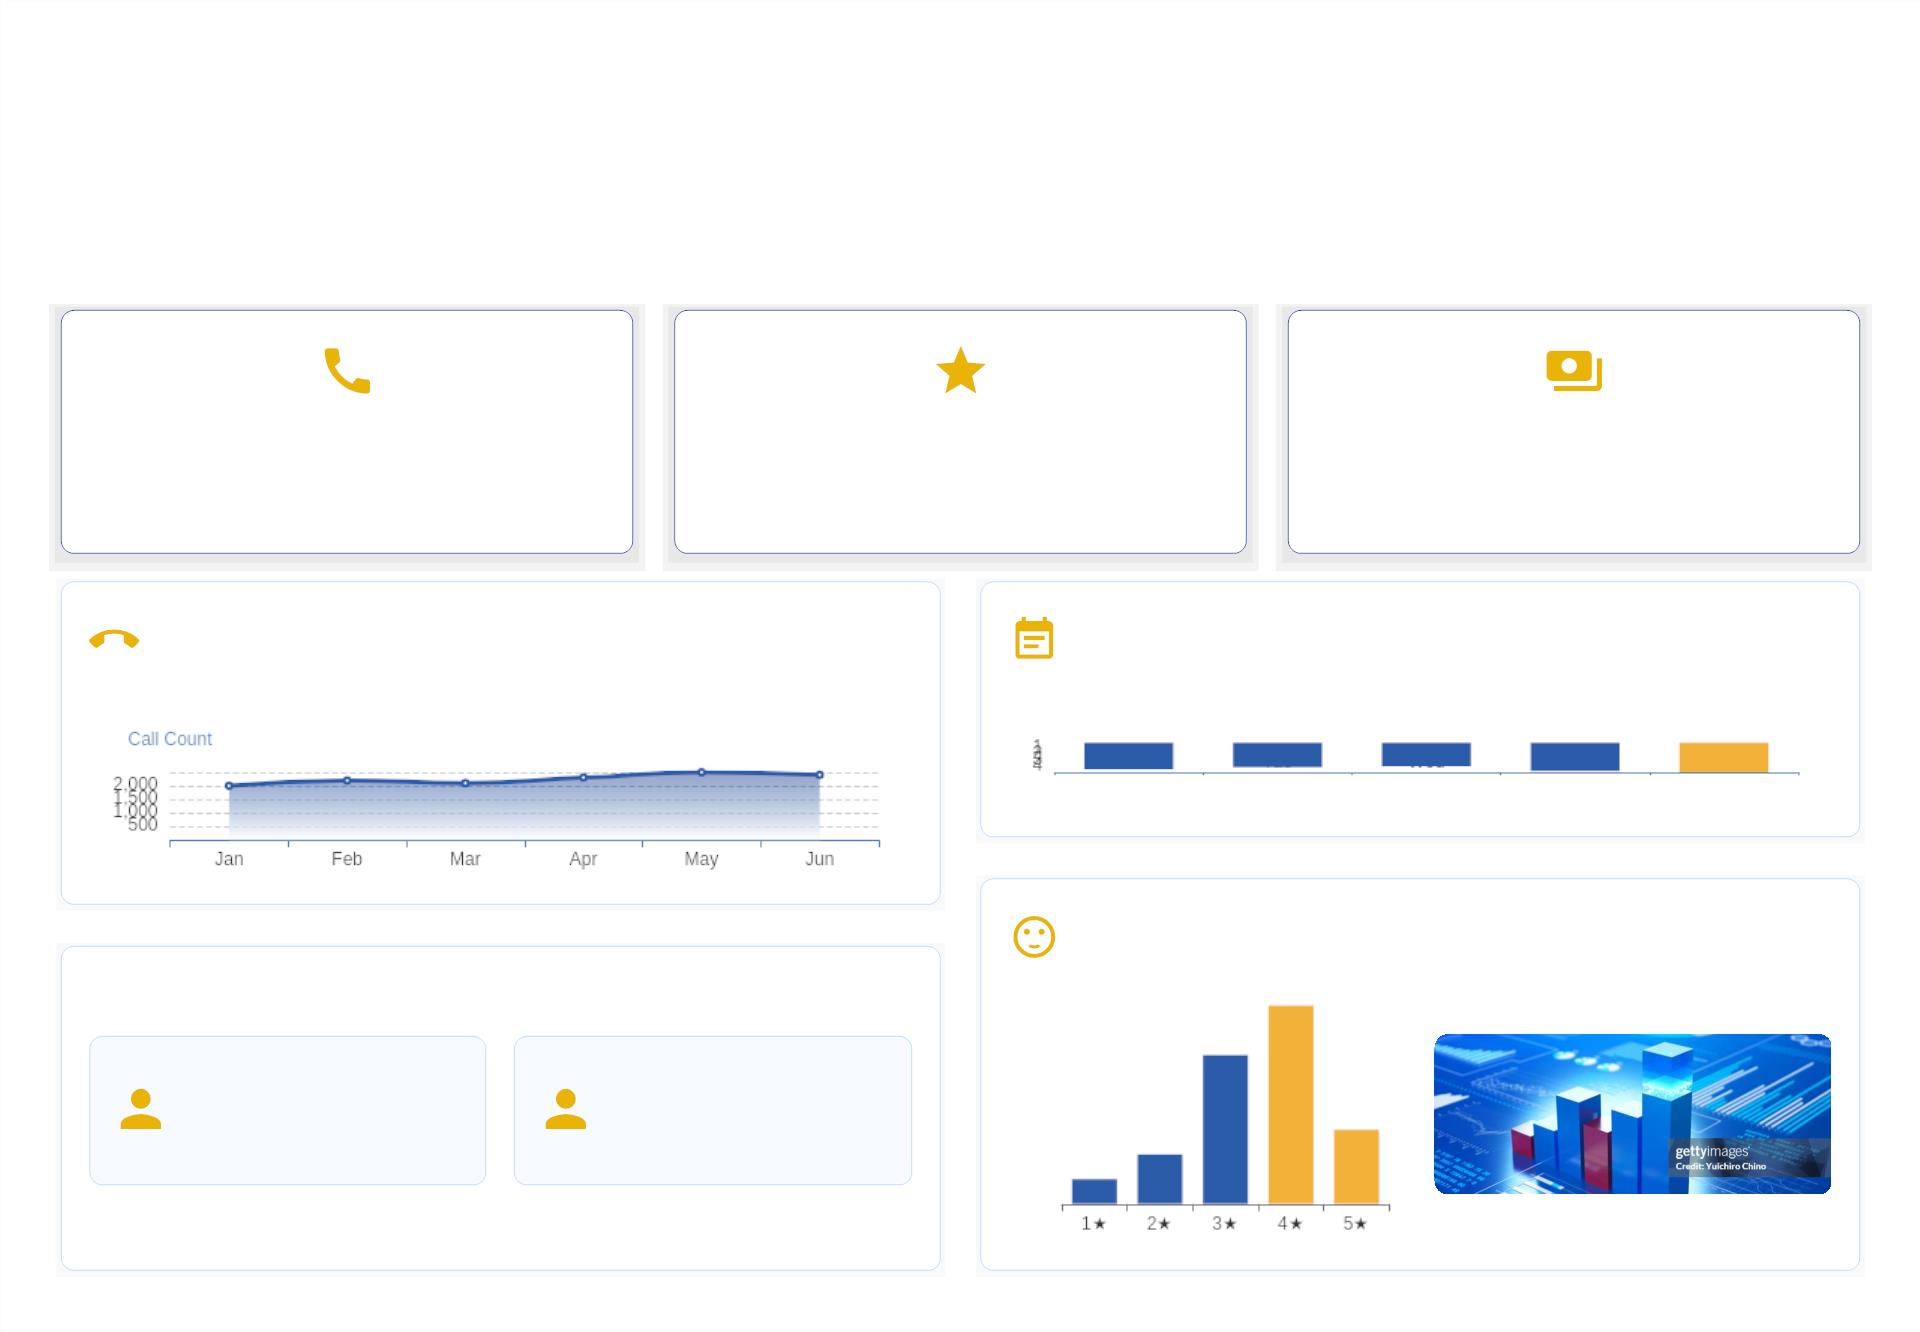 Call Count
2,000
1,500
1,000
500
Jan Feb Mar Apr May Jun
1★ 2★ 3★ 4★ 5★
gettyimages®
Credit: Yuichiro Chino